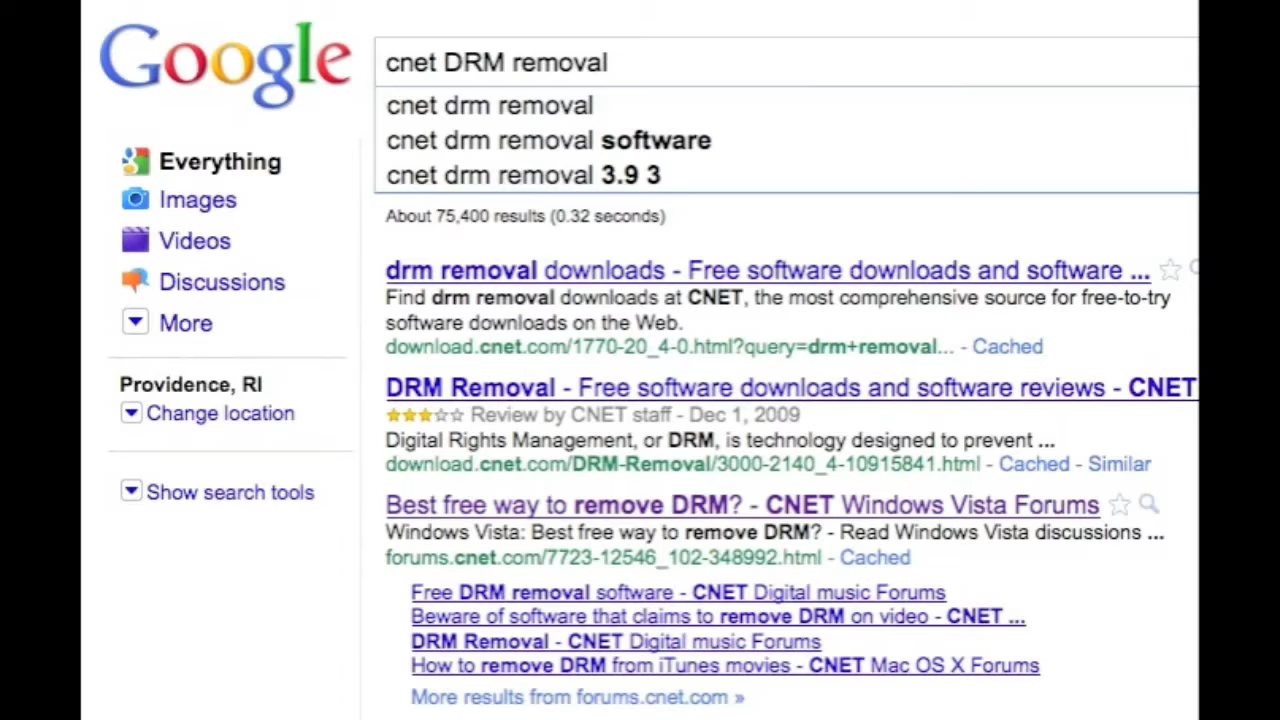 Google
cnet DRM removal
cnet drm removal
cnet drm removal software
cnet drm removal 3.9 3
Everything
Images
Videos
Discussions
More
Providence, RI
Change location
Show search tools
About 75,400 results (0.32 seconds)
drm removal downloads - Free software downloads and software ...
Find drm removal downloads at CNET, the most comprehensive source for free-to-try
software downloads on the Web.
download.cnet.com/1770-20_4-0.html?query=drm+removal... - Cached
DRM Removal - Free software downloads and software reviews - CNET
Review by CNET staff - Dec 1, 2009
Digital Rights Management, or DRM, is technology designed to prevent ...
download.cnet.com/DRM-Removal/3000-2140_4-10915841.html - Cached - Similar
Best free way to remove DRM? - CNET Windows Vista Forums
Windows Vista: Best free way to remove DRM? - Read Windows Vista discussions ...
forums.cnet.com/7723-12546_102-348992.html - Cached
Free DRM removal software - CNET Digital music Forums
Beware of software that claims to remove DRM on video - CNET ...
DRM Removal - CNET Digital music Forums
How to remove DRM from iTunes movies - CNET Mac OS X Forums
More results from forums.cnet.com »